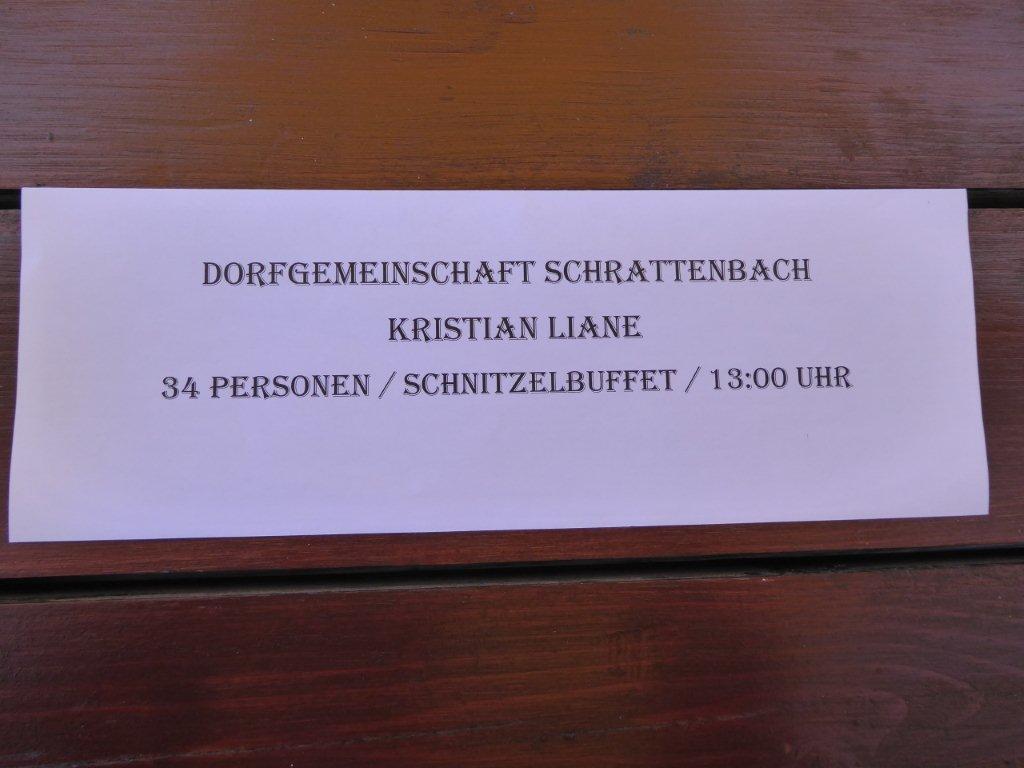 DORFGEMEINSCHAFT SCHRATTENBACH
KRISTIAN LIANE
34 PERSONEN / SCHNITZELBUFFET / 13:00 UHR